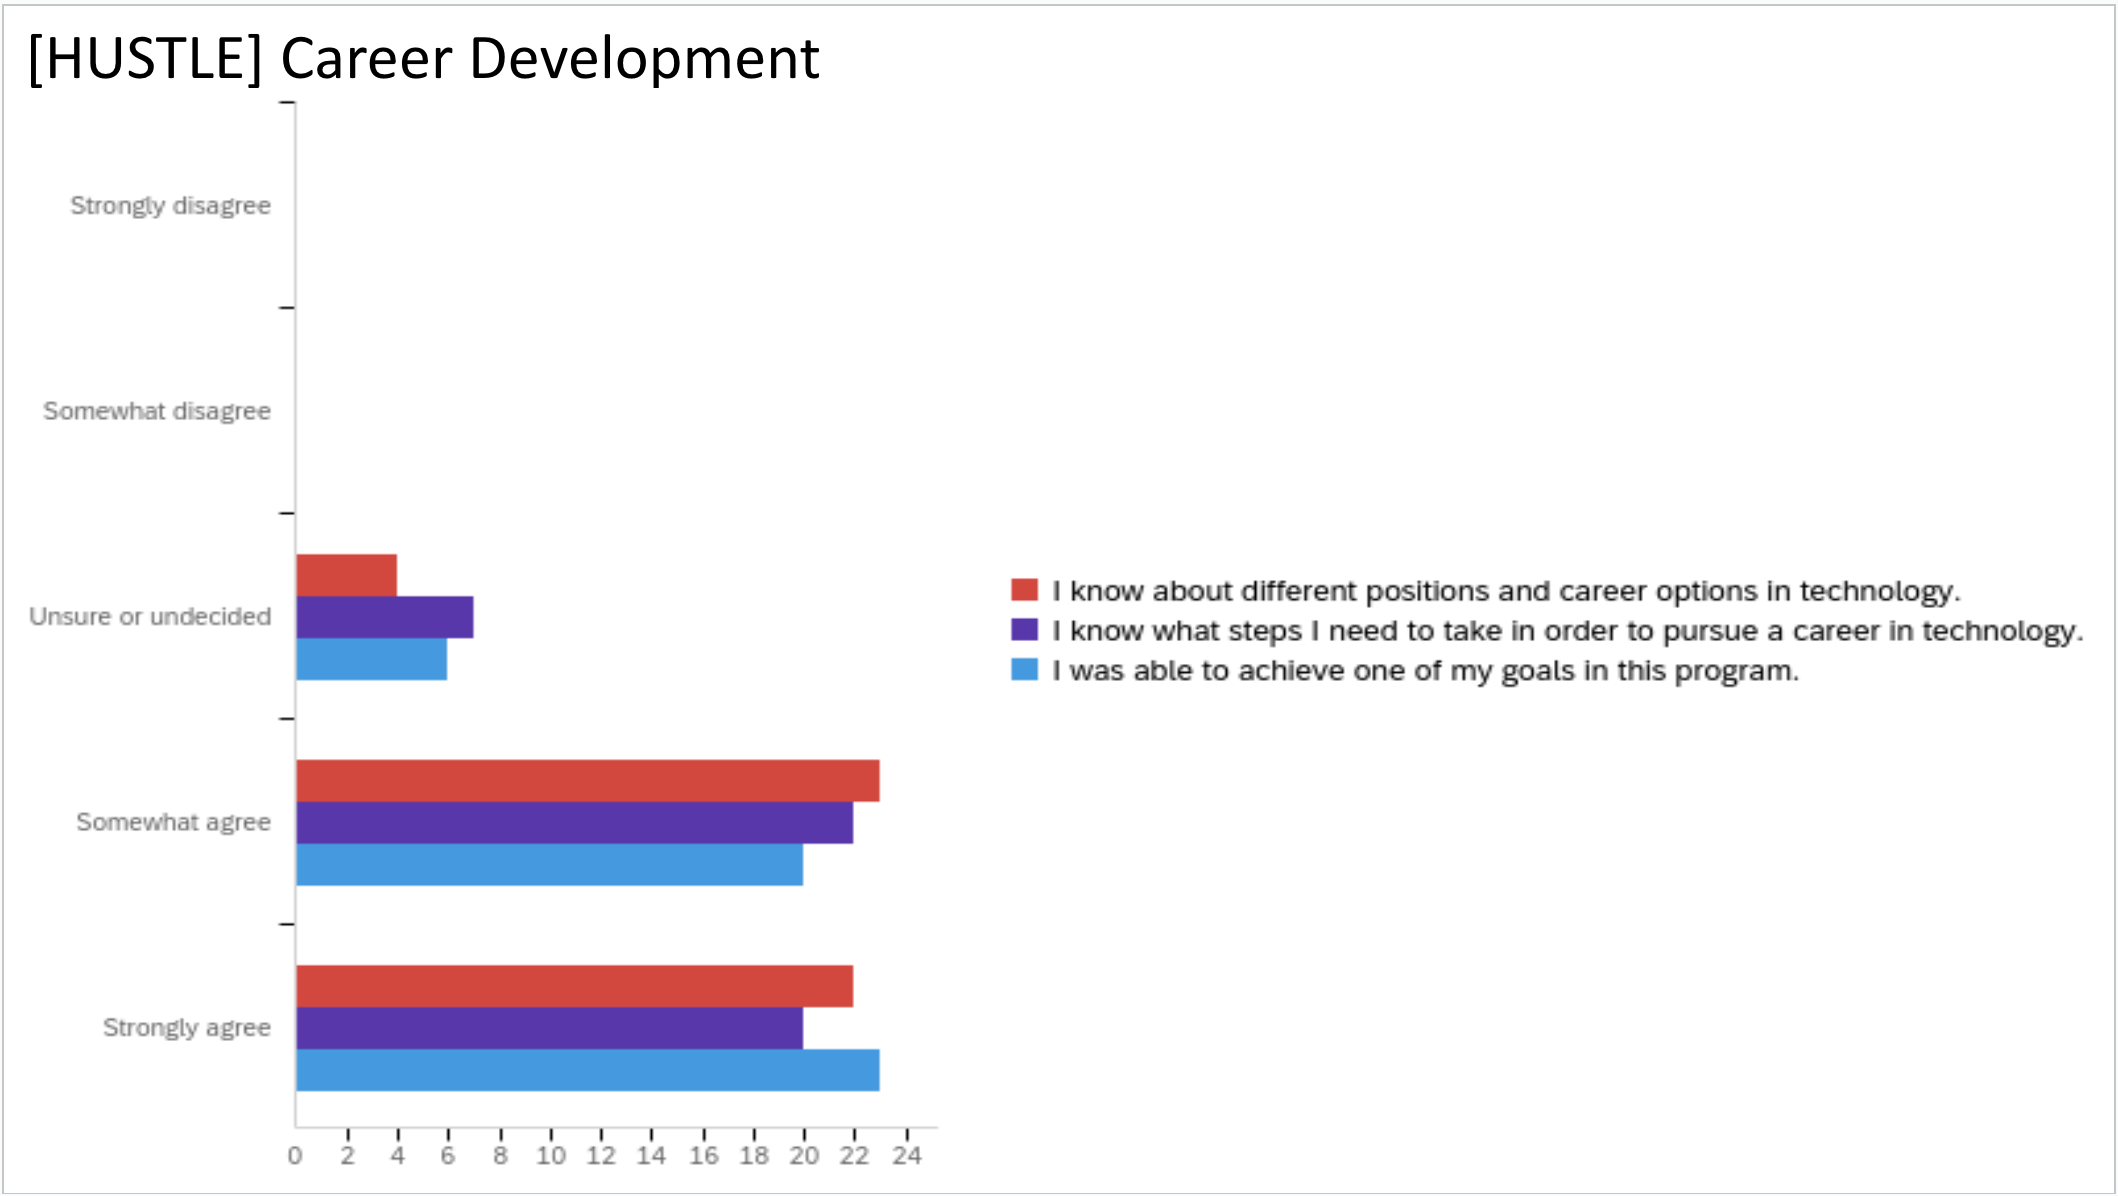 [HUSTLE] Career Development
Strongly disagree
Somewhat disagree
Unsure or undecided
Somewhat agree
Strongly agree
0 2 4 6 8 10 12 14 16 18 20 22 24
I know about different positions and career options in technology.
I know what steps I need to take in order to pursue a career in technology.
I was able to achieve one of my goals in this program.